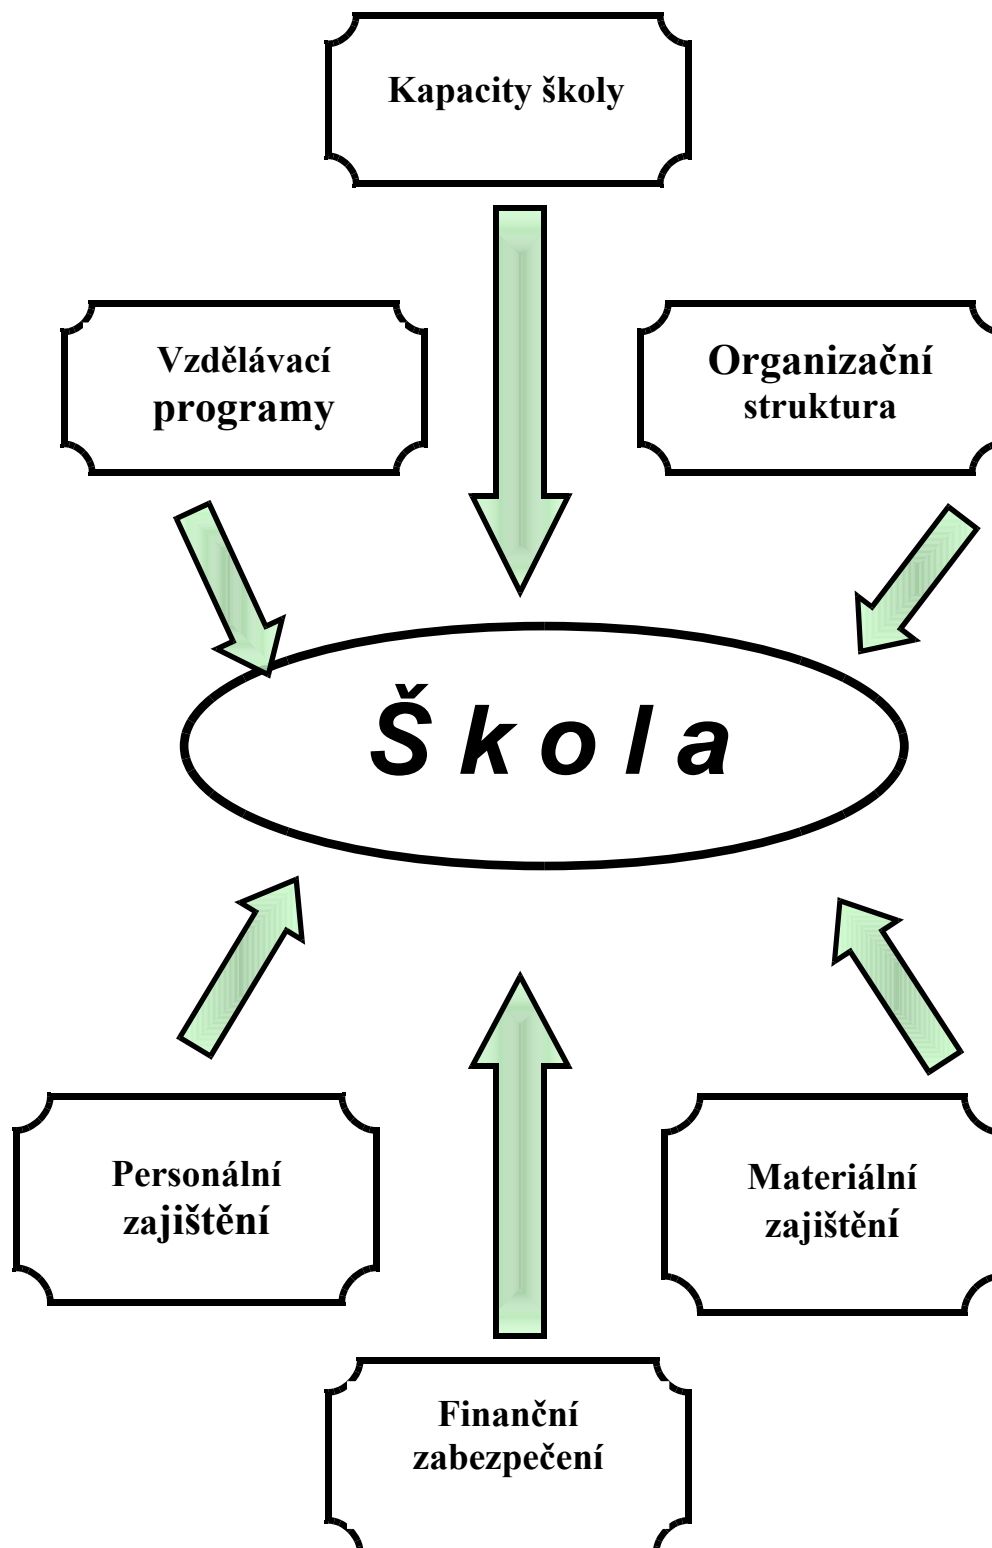 Kapacity školy
Vzdělávací
programy
Organizační
struktura
Š k o l a
Personální
zajištění
Materiální
zajištění
Finanční
zabezpečení